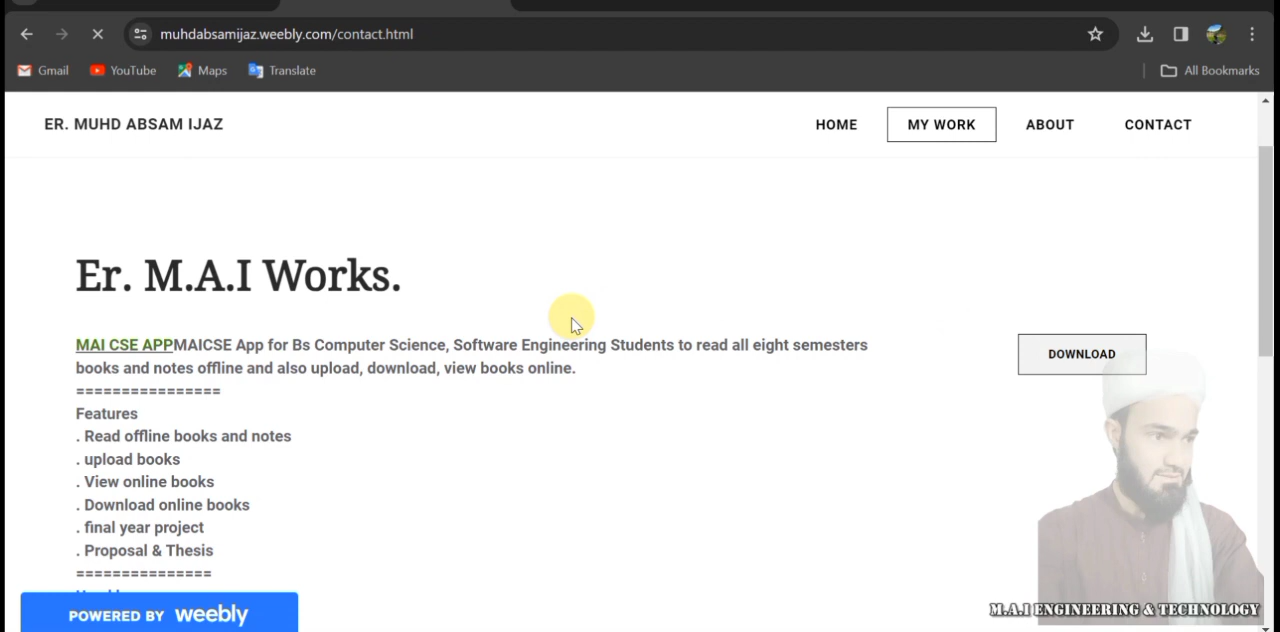 muhdabsamijaz.weebly.com/contact.html
Gmail YouTube Maps Translate All Bookmarks
ER. MUHD ABSAM IJAZ HOME MY WORK ABOUT CONTACT
Er. M.A.I Works.
MAI CSE APPMAICSE App for Bs Computer Science, Software Engineering Students to read all eight semesters
books and notes offline and also upload, download, view books online.
DOWNLOAD
================
Features
. Read offline books and notes
. upload books
. View online books
. Download online books
. final year project
. Proposal & Thesis
===============
POWERED BY weebly
M.A.I ENGINEERING & TECHNOLOGY